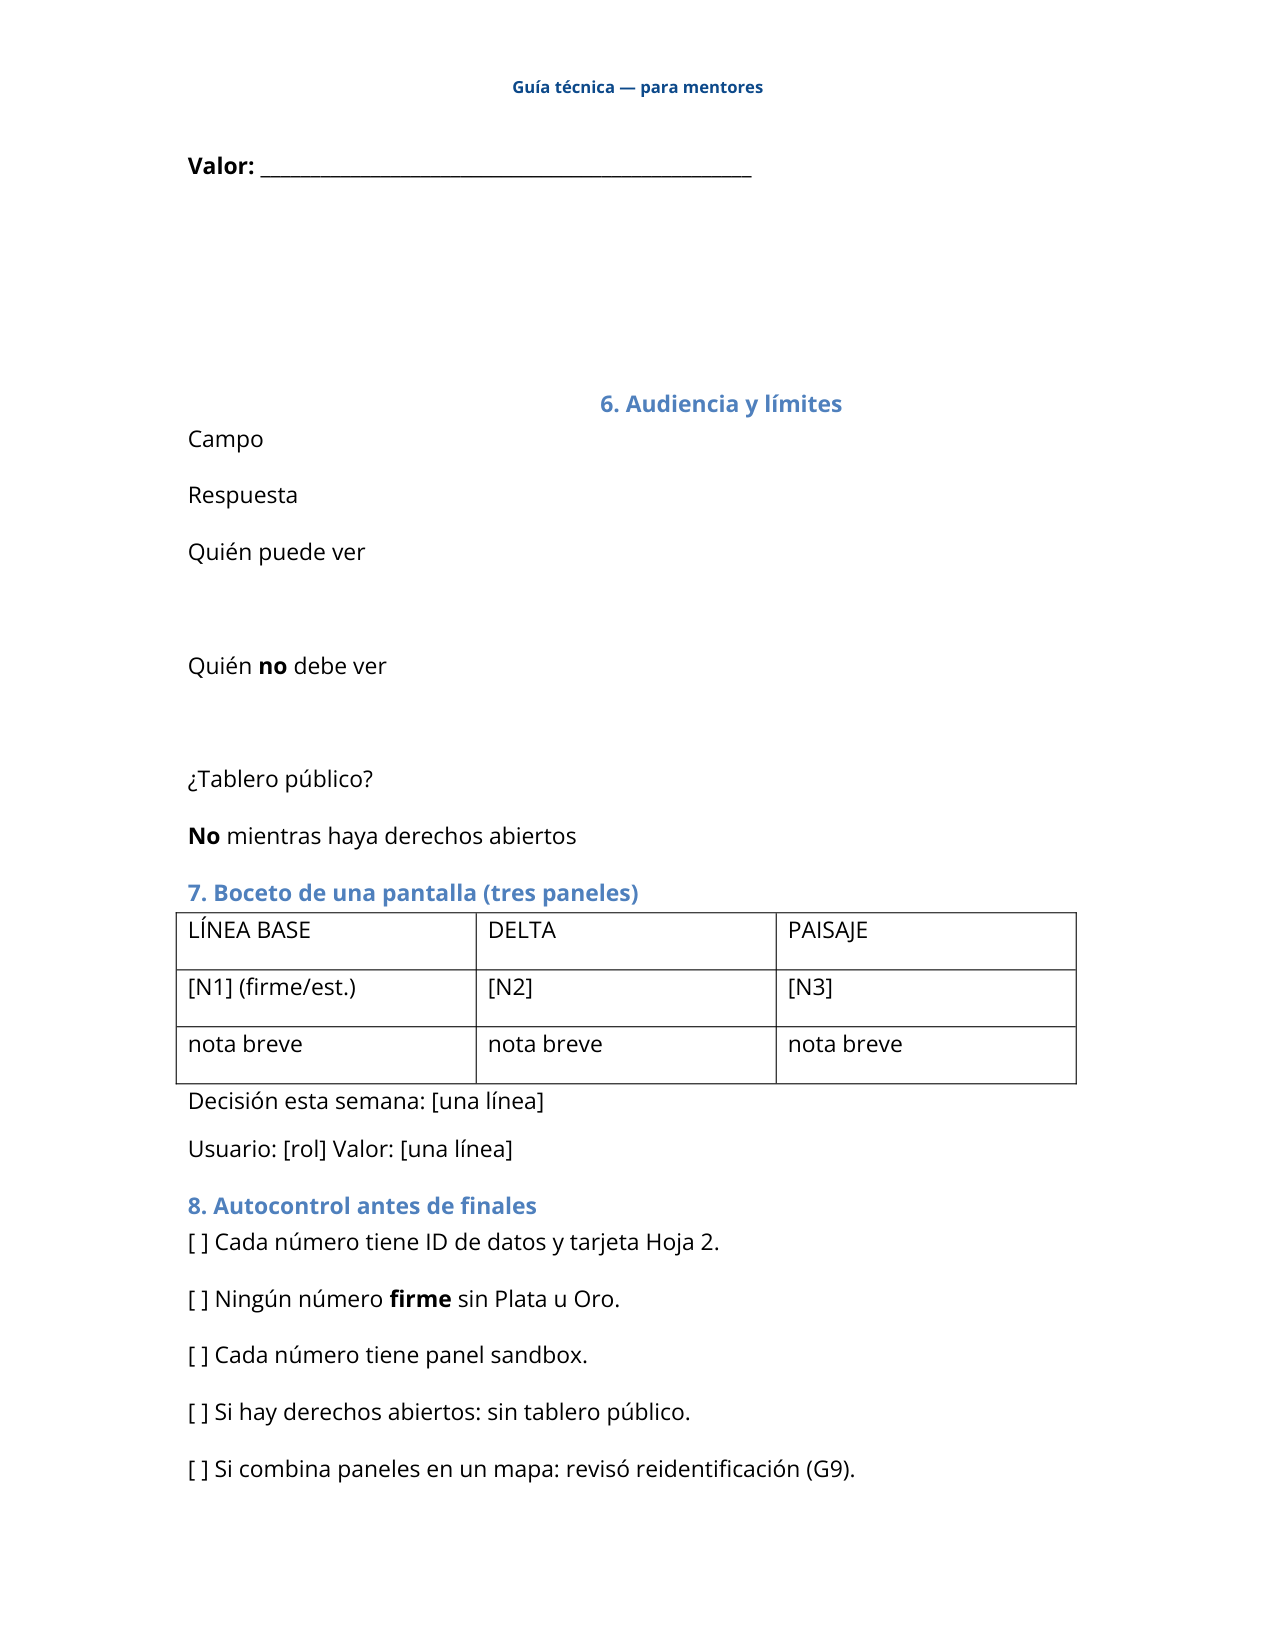 Guía técnica — para mentores
Valor: _______________________________________________
6. Audiencia y límites
Campo
Respuesta
Quién puede ver
Quién no debe ver
¿Tablero público?
No mientras haya derechos abiertos
7. Boceto de una pantalla (tres paneles)
LÍNEA BASE DELTA PAISAJE
[N1] (firme/est.) [N2] [N3]
nota breve nota breve nota breve
Decisión esta semana: [una línea]
Usuario: [rol] Valor: [una línea]
8. Autocontrol antes de finales
[ ] Cada número tiene ID de datos y tarjeta Hoja 2.
[ ] Ningún número firme sin Plata u Oro.
[ ] Cada número tiene panel sandbox.
[ ] Si hay derechos abiertos: sin tablero público.
[ ] Si combina paneles en un mapa: revisó reidentificación (G9).